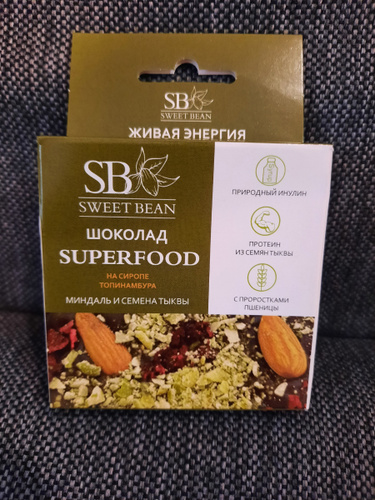 SB
SWEET BEAN
ЖИВАЯ ЭНЕРГИЯ
SB
SWEET BEAN
ШОКОЛАД
SUPERFOOD
НА СИРОПЕ
ТОПИНАМБУРА
МИНДАЛЬ И СЕМЕНА ТЫКВЫ
ПРИРОДНЫЙ ИНУЛИН
ПРОТЕИН
ИЗ СЕМЯН ТЫКВЫ
С ПРОРОСТКАМИ
ПШЕНИЦЫ